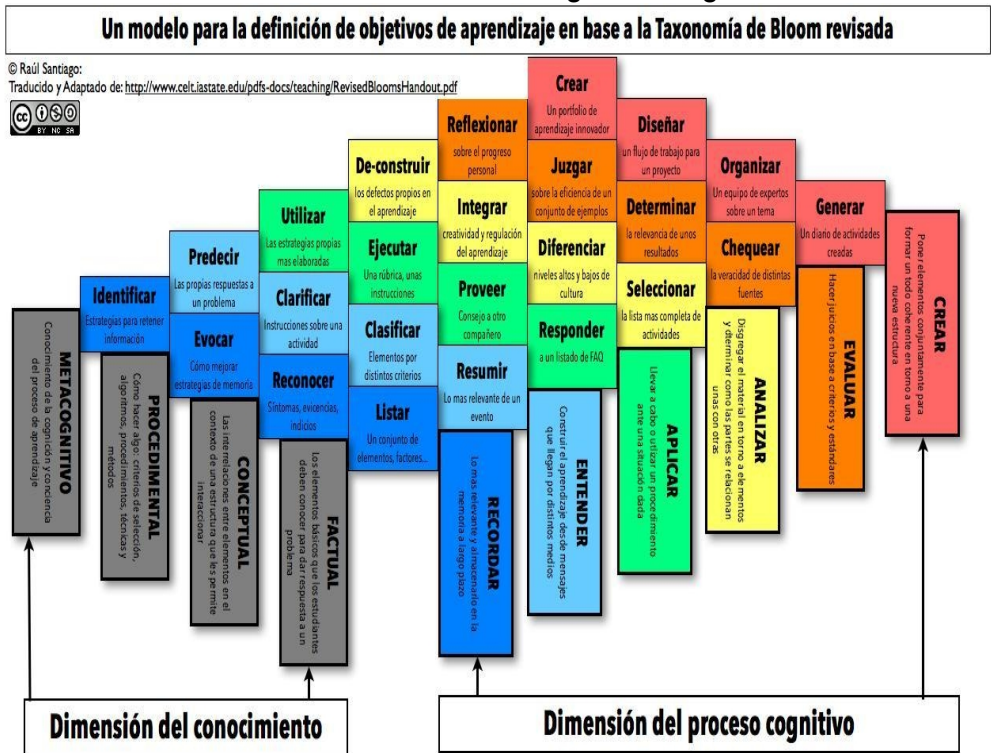 Un modelo para la definición de objetivos de aprendizaje en base a la Taxonomía de Bloom revisada
© Raúl Santiago:
Traducido y Adaptado de: http://www.celt.iastate.edu/pdfs-docs/teaching/RevisedBloomsHandout.pdf
cc
BY NC SA
Crear
Un portfolio de
aprendizaje innovador
Reflexionar
sobre el progreso
personal
Diseñar
un flujo de trabajo para
un proyecto
De-construir
los defectos propios en
el aprendizaje
Juzgar
sobre la eficiencia de un
conjunto de ejemplos
Organizar
Un equipo de expertos
sobre un tema
Utilizar
Las estrategias propias
mas elaboradas
Integrar
creatividad y regulación
del aprendizaje
Determinar
la relevancia de unos
resultados
Generar
Un diario de actividades
creadas
Predecir
Las propias respuestas a
un problema
Ejecutar
Una rúbrica, unas
instrucciones
Diferenciar
niveles altos y bajos de
cultura
Chequear
la veracidad de distintas
fuentes
Identificar
Estrategias para retener
información
Clarificar
Instrucciones sobre una
actividad
Proveer
Consejo a otro
compañero
Seleccionar
la lista mas completa de
actividades
Evocar
Cómo mejorar
estrategias de memoria
Clasificar
Elementos por
distintos criterios
Responder
a un listado de FAQ
Reconocer
Síntomas, evicencias,
indicios
Resumir
Lo mas relevante de un
evento
Listar
Un conjunto de
elementos, factores...
METACOGNITIVO
Conocimiento de la cognición y conciencia
del proceso de aprendizaje
PROCEDIMENTAL
Cómo hacer algo: criterios de selección,
algoritmos, procedimientos, técnicas y
métodos
CONCEPTUAL
Las interrelaciones entre elementos en el
contexto de una estructura que les permite
interaccionar
FACTUAL
los elementos básicos que los estudiantes
deben conocer para dar respuesta a un
problema
RECORDAR
Lo mas relevante y almacenarlo en la
memoria a largo plazo
ENTENDER
Construir el aprendizaje desde mensajes
que llegan por distintos medios
APLICAR
Llevar a cabo o utilizar un procedimiento
ante una situación dada
ANALIZAR
Disgregar el material en torno a elementos
y dterminar como las partes se relacionan
unas con otras
EVALUAR
Hacer juicios en base a criterios y estándares
CREAR
Poner elementos conjuntamente para
formar un todo coherente en torno a una
nueva estructura
Dimensión del conocimiento
Dimensión del proceso cognitivo